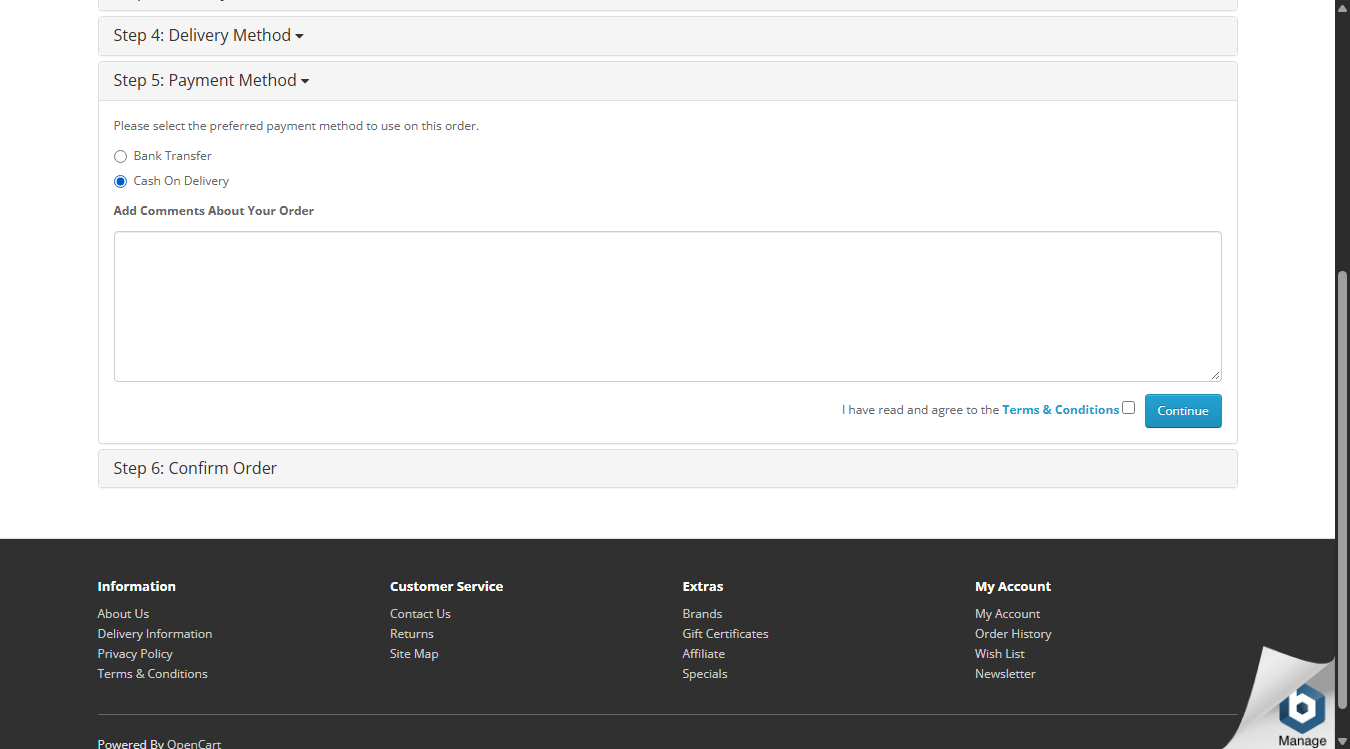 Step 4: Delivery Method
Step 5: Payment Method
Please select the preferred payment method to use on this order.
Bank Transfer
Cash On Delivery
Add Comments About Your Order
I have read and agree to the Terms & Conditions
Continue
Step 6: Confirm Order
Information
About Us
Delivery Information
Privacy Policy
Terms & Conditions
Customer Service
Contact Us
Returns
Site Map
Extras
Brands
Gift Certificates
Affiliate
Specials
My Account
My Account
Order History
Wish List
Newsletter
Powered By OpenCart
Manage